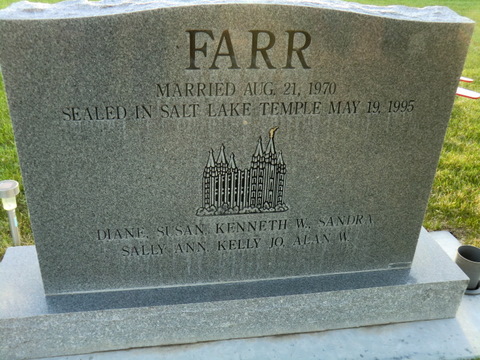 FARR
MARRIED AUG. 21, 1970
SEALED IN SALT LAKE TEMPLE MAY 19, 1995
DIANE, SUSAN, KENNETH W., SANDRA,
SALLY ANN, KELLY JO, ALAN W.